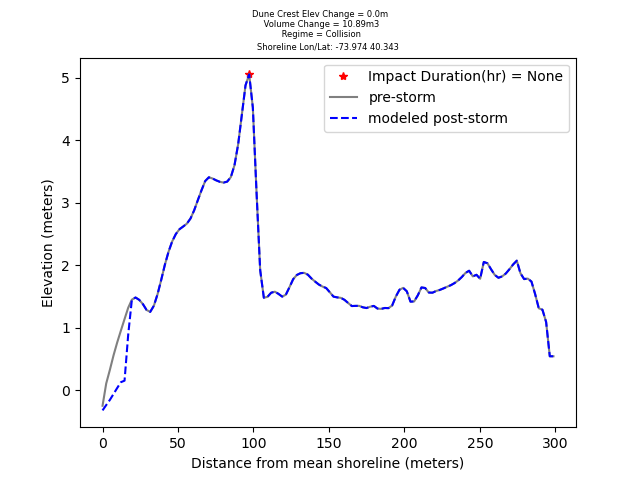 Dune Crest Elev Change = 0.0m
Volume Change = 10.89m3
Regime = Collision
Shoreline Lon/Lat: -73.974 40.343
Impact Duration(hr) = None
pre-storm
modeled post-storm
Elevation (meters)
5
4
3
2
1
0
0 50 100 150 200 250 300
Distance from mean shoreline (meters)